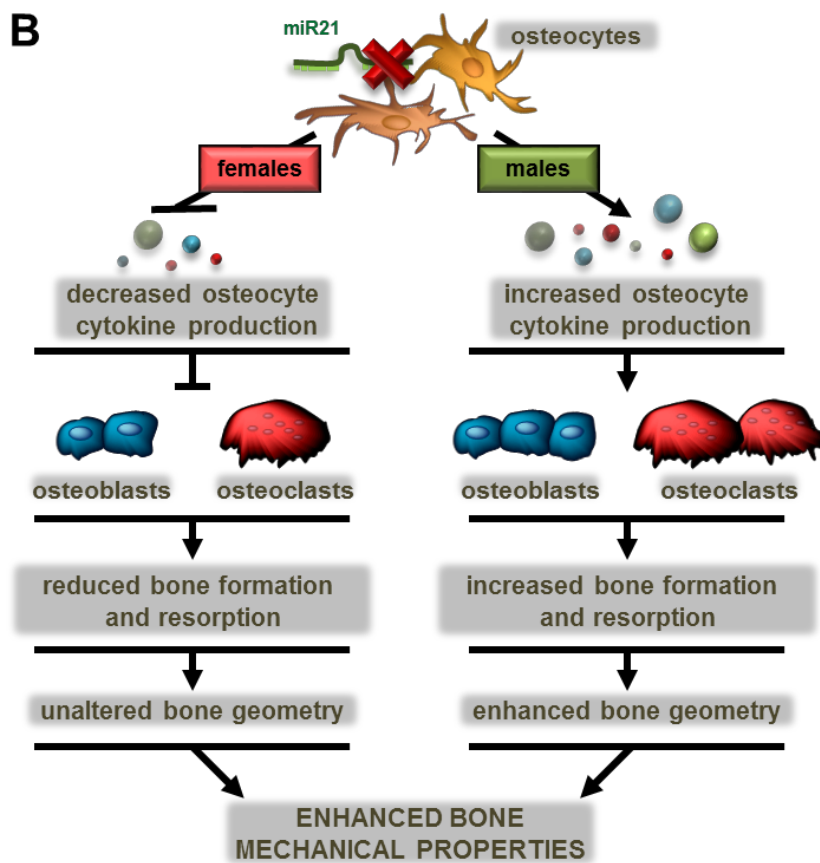 B
miR21
osteocytes
females
males
decreased osteocyte
cytokine production
increased osteocyte
cytokine production
osteoblasts
osteoclasts
osteoblasts
osteoclasts
reduced bone formation
and resorption
increased bone formation
and resorption
unaltered bone geometry
enhanced bone geometry
ENHANCED BONE
MECHANICAL PROPERTIES